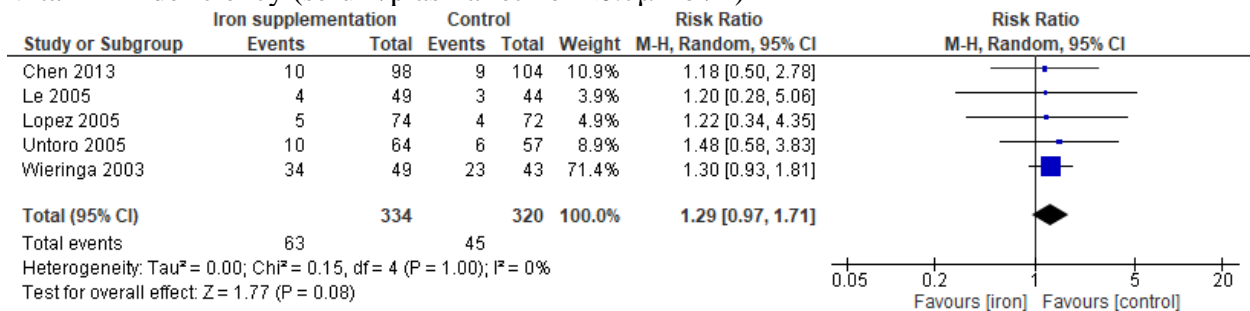 Iron supplementation Control Risk Ratio Risk Ratio
Study or Subgroup Events Total Events Total Weight M-H, Random, 95% CI M-H, Random, 95% CI
Chen 2013 10 98 9 104 10.9% 1.18 [0.50, 2.78]
Le 2005 4 49 3 44 3.9% 1.20 [0.28, 5.06]
Lopez 2005 5 74 4 72 4.9% 1.22 [0.34, 4.35]
Untoro 2005 10 64 6 57 8.9% 1.48 [0.58, 3.83]
Wieringa 2003 34 49 23 43 71.4% 1.30 [0.93, 1.81]
Total (95% CI) 334 320 100.0% 1.29 [0.97, 1.71]
Total events 63 45
Heterogeneity: Tau² = 0.00; Chi² = 0.15, df = 4 (P = 1.00); I² = 0%
Test for overall effect: Z = 1.77 (P = 0.08)
0.05 0.2 1 5 20
Favours [iron] Favours [control]